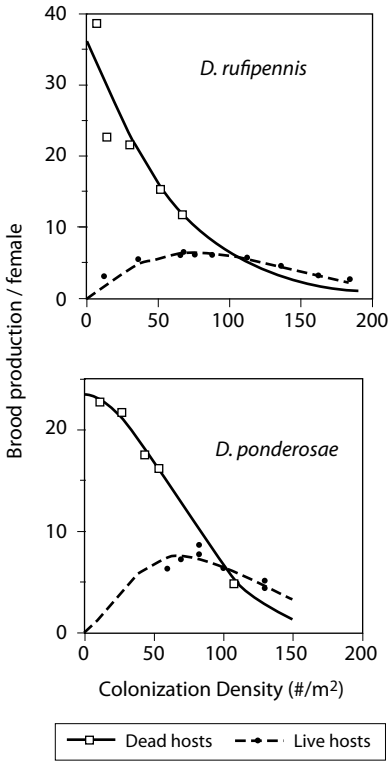 Brood production / female
40
30
20
10
0
D. rufipennis
0 50 100 150 200
20
10
0
D. ponderosae
0 50 100 150 200
Colonization Density (#/m²)
Dead hosts Live hosts